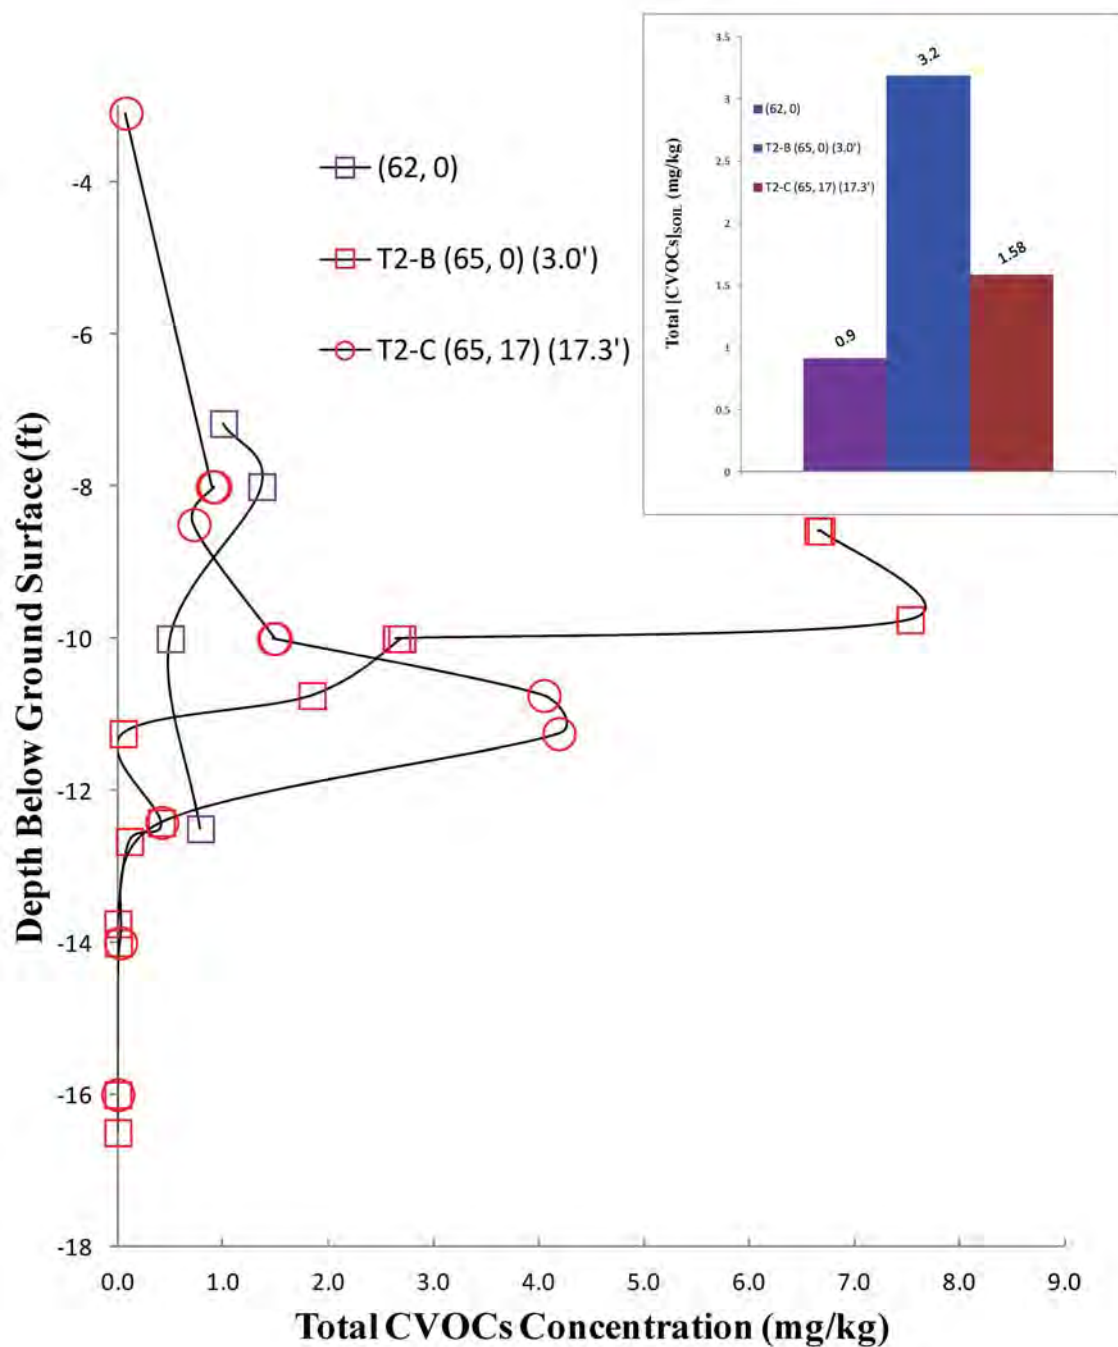 3.5
3
2.5
2
1.5
1
0.5
0
Total [CVOCs]SOIL (mg/kg)
(62, 0)
T2-B (65, 0) (3.0')
T2-C (65, 17) (17.3')
0.9
3.2
1.58
(62, 0)
T2-B (65, 0) (3.0')
T2-C (65, 17) (17.3')
Depth Below Ground Surface (ft)
-4
-6
-8
-10
-12
-14
-16
-18
0.0 1.0 2.0 3.0 4.0 5.0 6.0 7.0 8.0 9.0
Total CVOCs Concentration (mg/kg)